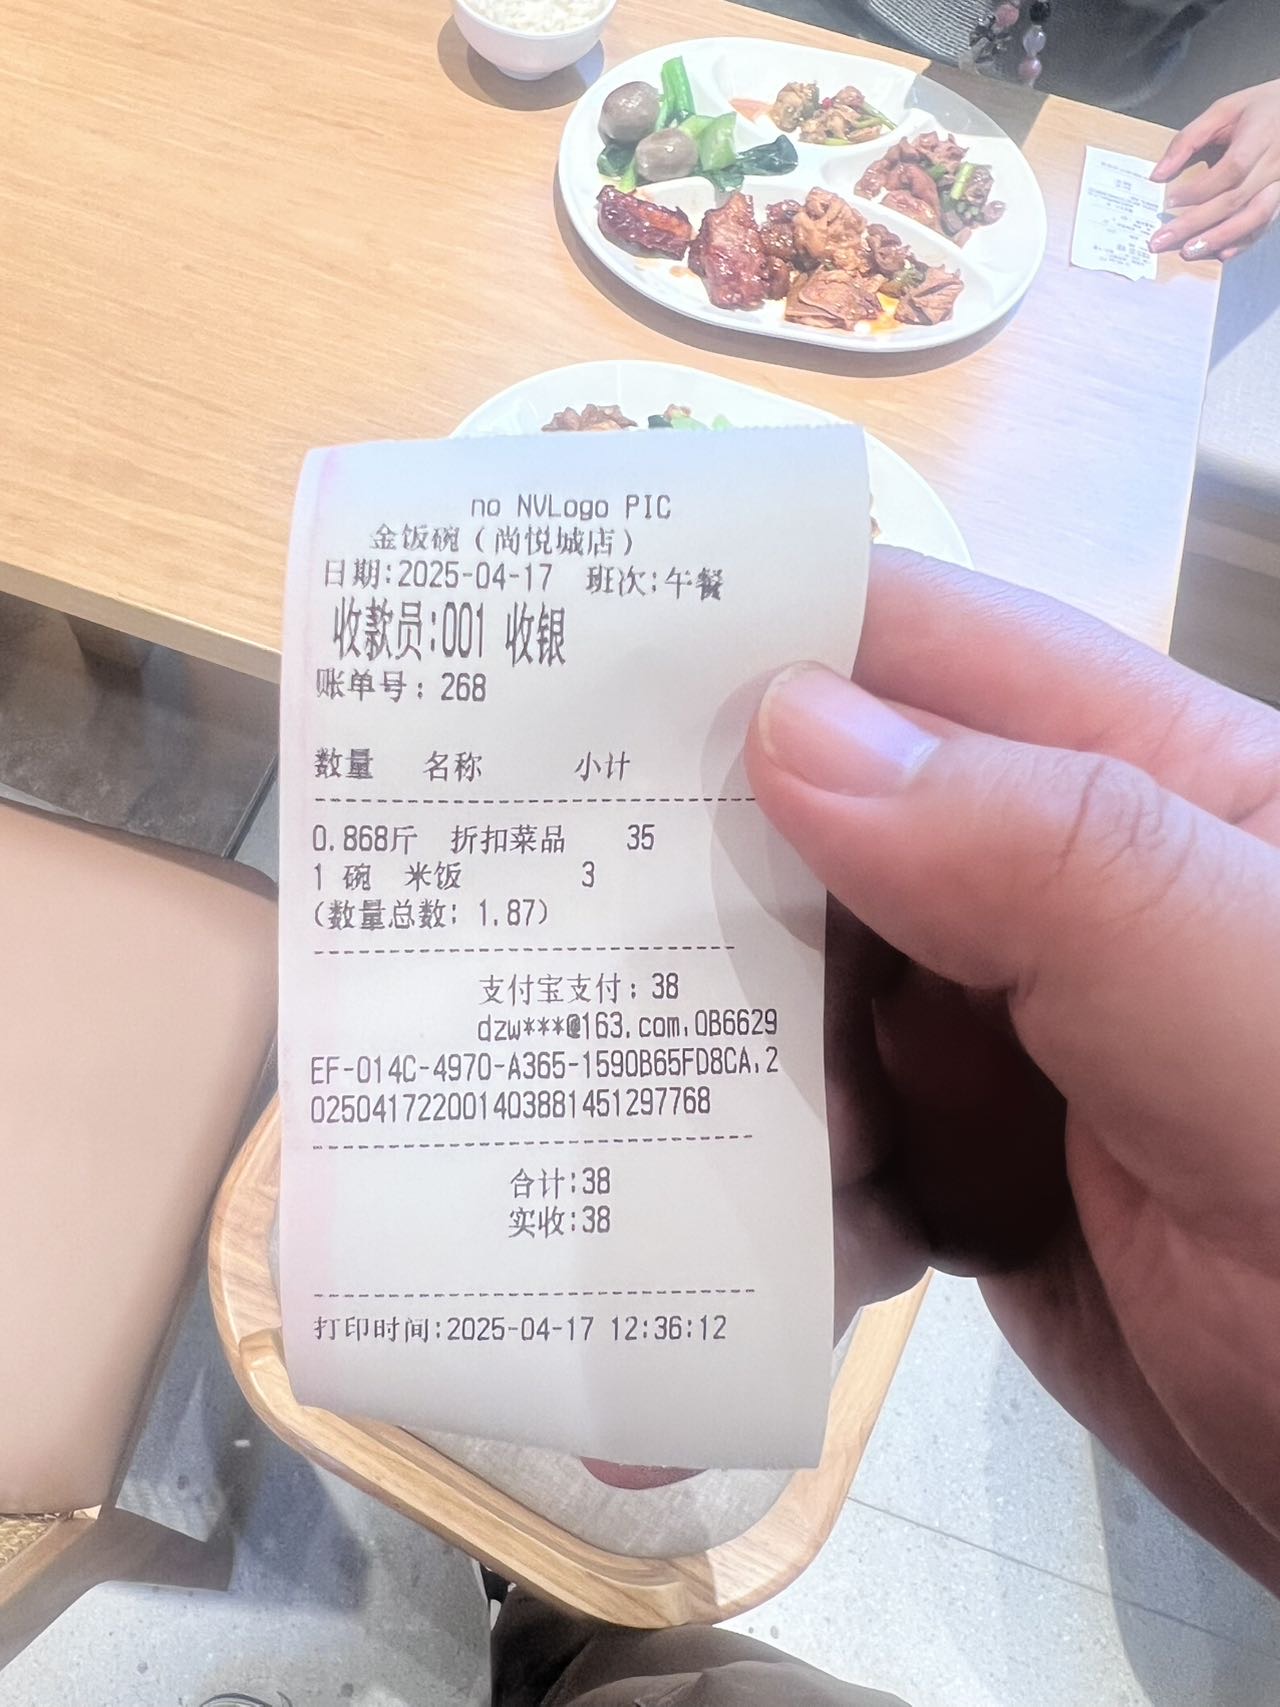 no NVLogo PIC
金饭碗（尚悦城店）
日期:2025-04-17 班次:午餐
收款员:001 收银
账单号: 268
数量 名称 小计
0.868斤 折扣菜品 35
1 碗 米饭 3
(数量总数: 1.87)
支付宝支付: 38
dzw***@163.com,0B6629
EF-014C-4970-A365-1590B65FD8CA,2
025041722001403881451297768
合计:38
实收:38
打印时间:2025-04-17 12:36:12